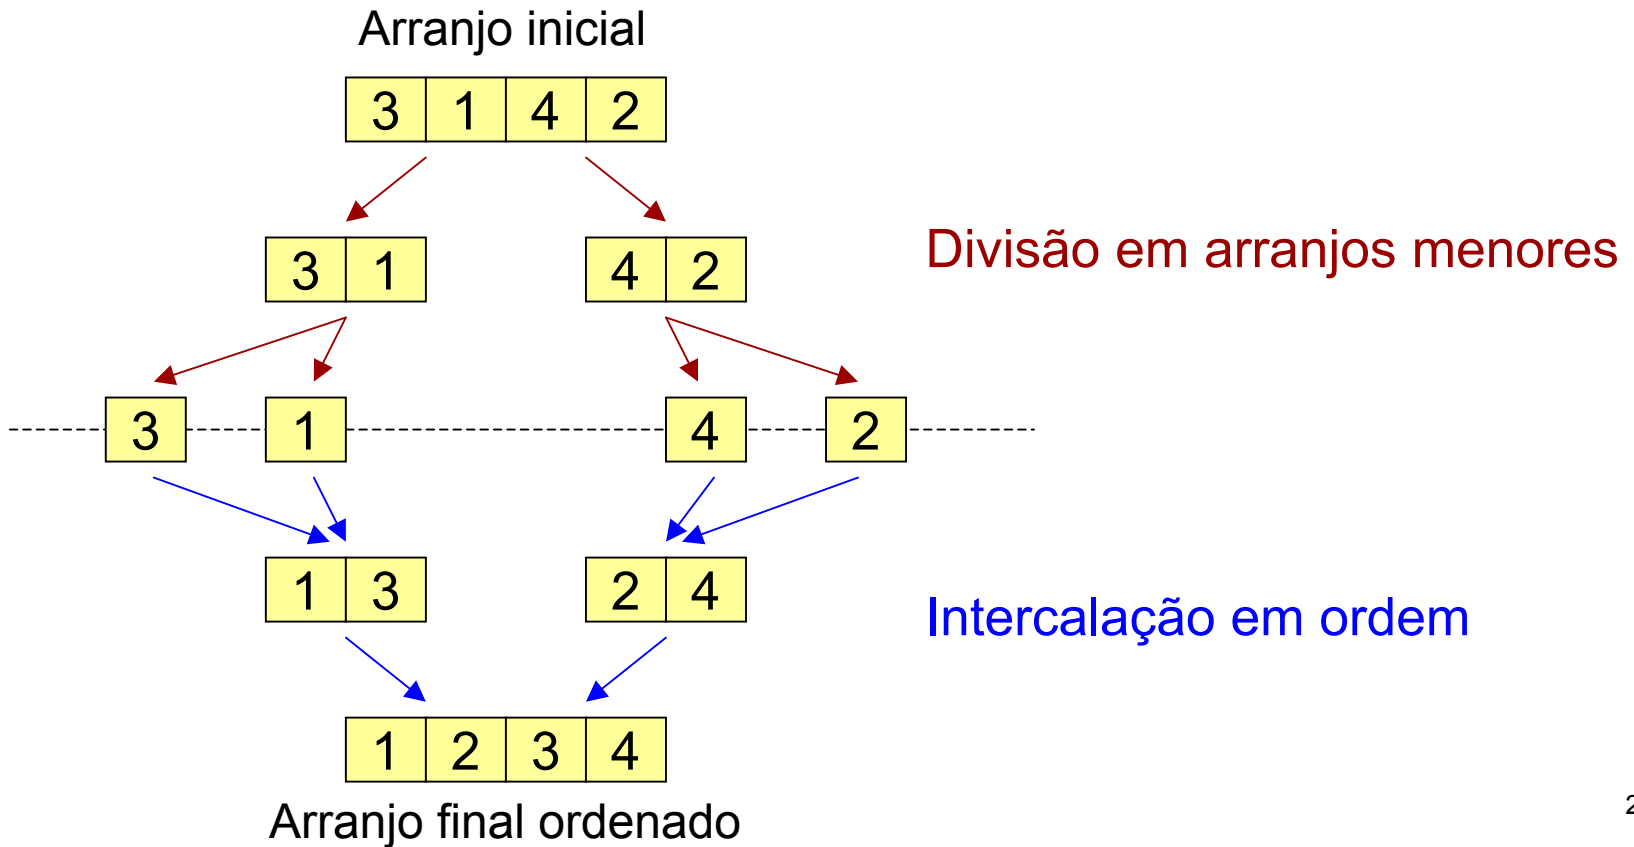 Arranjo inicial
3 1 4 2
3 1 4 2
Divisão em arranjos menores
3 1 4 2
1 3 2 4
Intercalação em ordem
1 2 3 4
Arranjo final ordenado
2